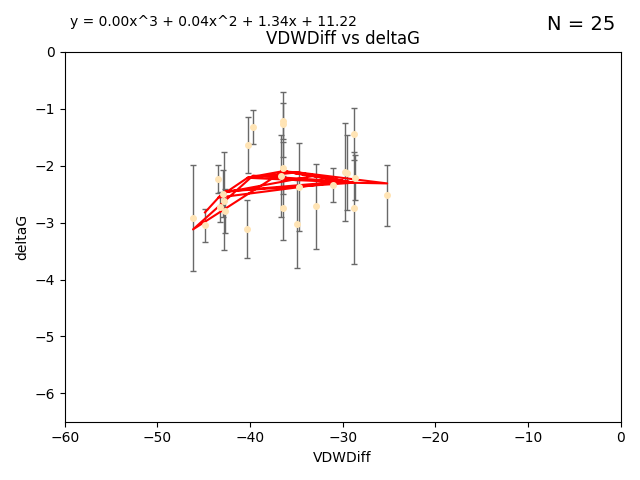 y = 0.00x^3 + 0.04x^2 + 1.34x + 11.22
N = 25
VDWDiff vs deltaG
0
−1
−2
−3
−4
−5
−6
deltaG
−60 −50 −40 −30 −20 −10 0
VDWDiff